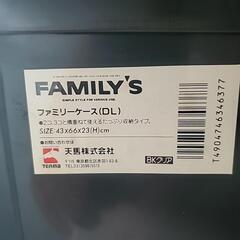 FAMILY'S
SIMPLE STYLE FOR VARIOUS USE.
ファミリーケース(DL)
●2コ、3コと積重ねて使えるたっぷり収納タイプ。
SIZE 43×66×23(H)cm
●お問い合わせは
天馬株式会社
Tenma
BKクリア
T4904746346377